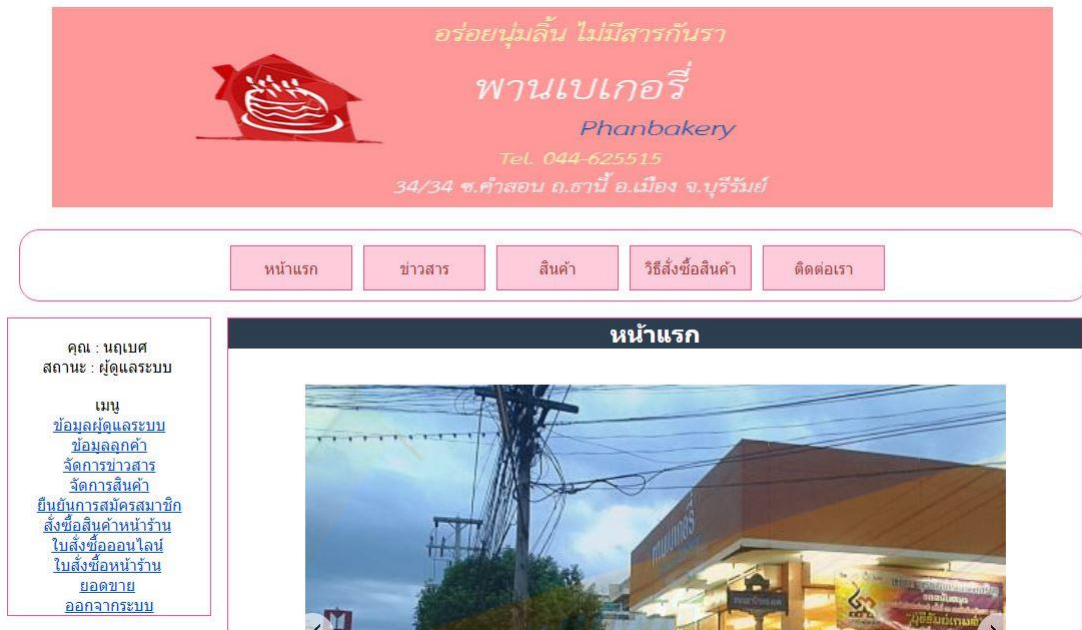 อร่อยนุ่มลิ้น ไม่มีสารกันรา
พานเบเกอรี่
Phanbakery
Tel. 044-625515
34/34 ซ.คำสอน ถ.ธานี อ.เมือง จ.บุรีรัมย์
หน้าแรก
ข่าวสาร
สินค้า
วิธีสั่งซื้อสินค้า
ติดต่อเรา
คุณ : นฤเบศ
สถานะ : ผู้ดูแลระบบ
เมนู
ข้อมูลผู้ดูแลระบบ
ข้อมูลลูกค้า
จัดการข่าวสาร
จัดการสินค้า
ยืนยันการสมัครสมาชิก
สั่งซื้อสินค้าหน้าร้าน
ใบสั่งซื้อออนไลน์
ใบสั่งซื้อหน้าร้าน
ยอดขาย
ออกจากระบบ
หน้าแรก
พานเบเกอรี่